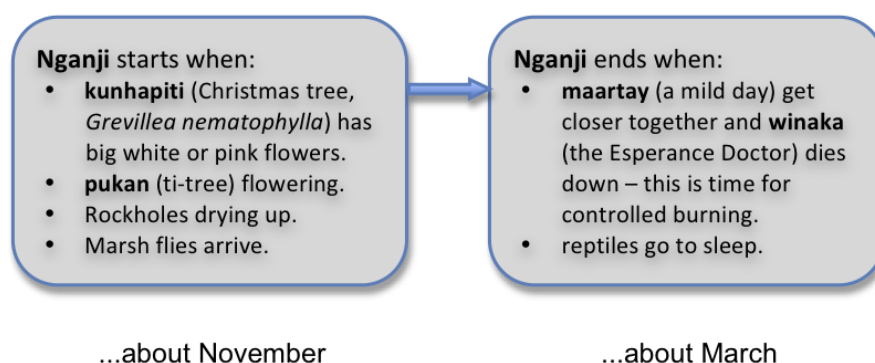 Nganji starts when:
• kunhapiti (Christmas tree,
Grevillea nematophylla) has
big white or pink flowers.
• pukan (ti-tree) flowering.
• Rockholes drying up.
• Marsh flies arrive.
...about November
Nganji ends when:
• maartay (a mild day) get
closer together and winaka
(the Esperance Doctor) dies
down – this is time for
controlled burning.
• reptiles go to sleep.
...about March